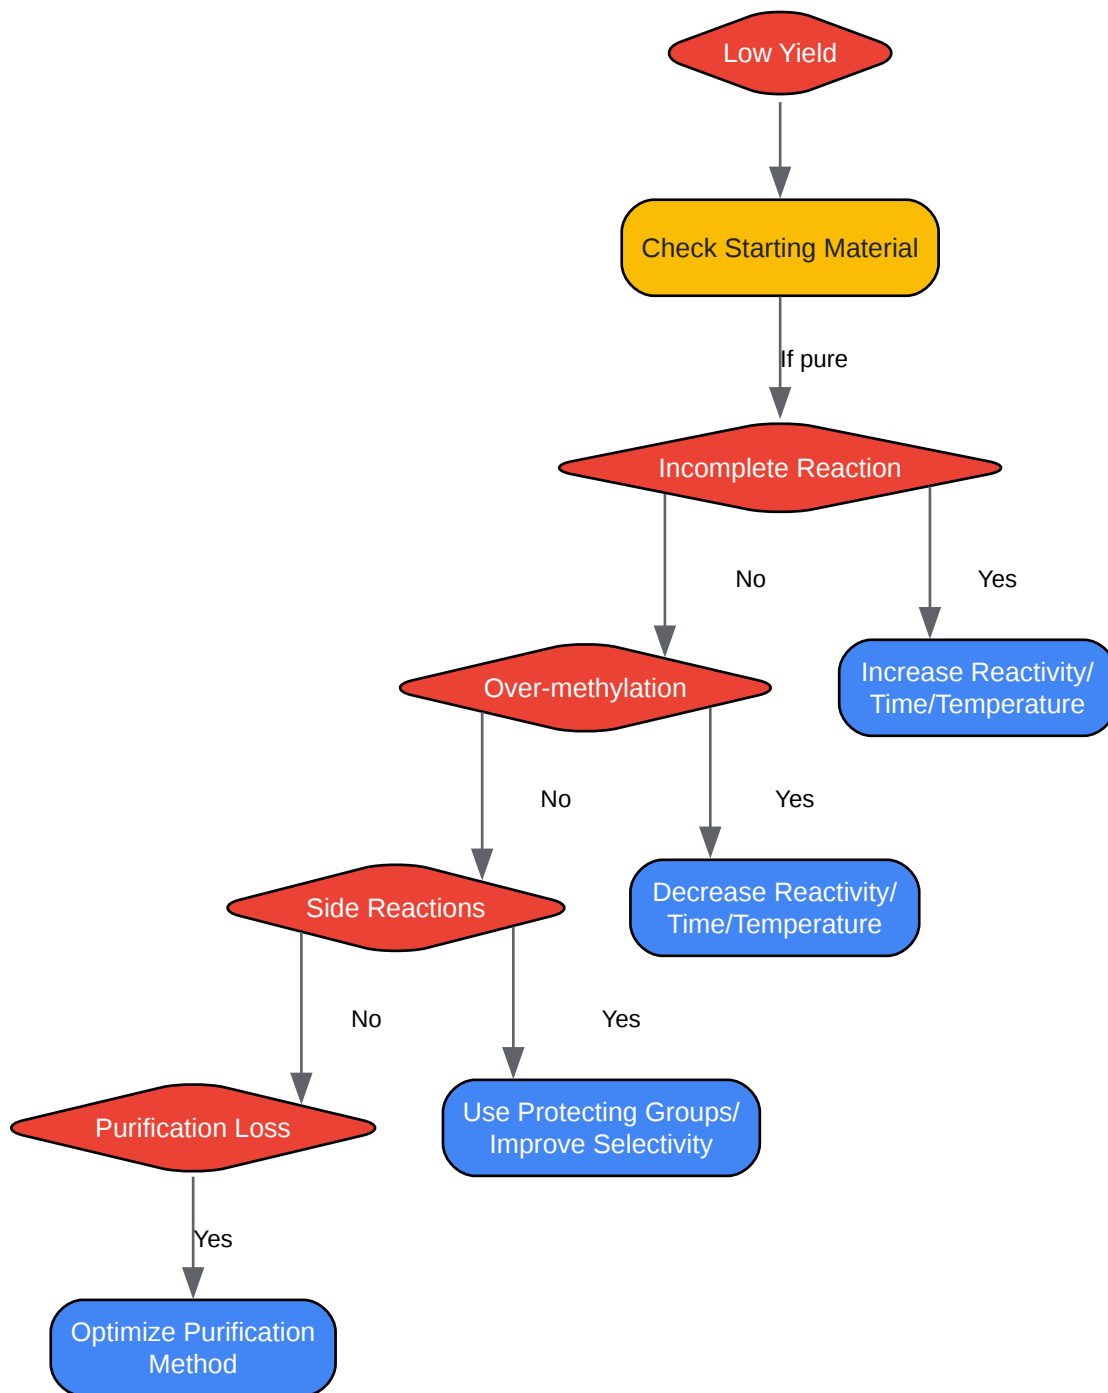 Low Yield
Check Starting Material
If pure
Incomplete Reaction
No
Yes
Increase Reactivity/
Time/Temperature
Over-methylation
No
Yes
Decrease Reactivity/
Time/Temperature
Side Reactions
No
Yes
Use Protecting Groups/
Improve Selectivity
Purification Loss
Yes
Optimize Purification
Method